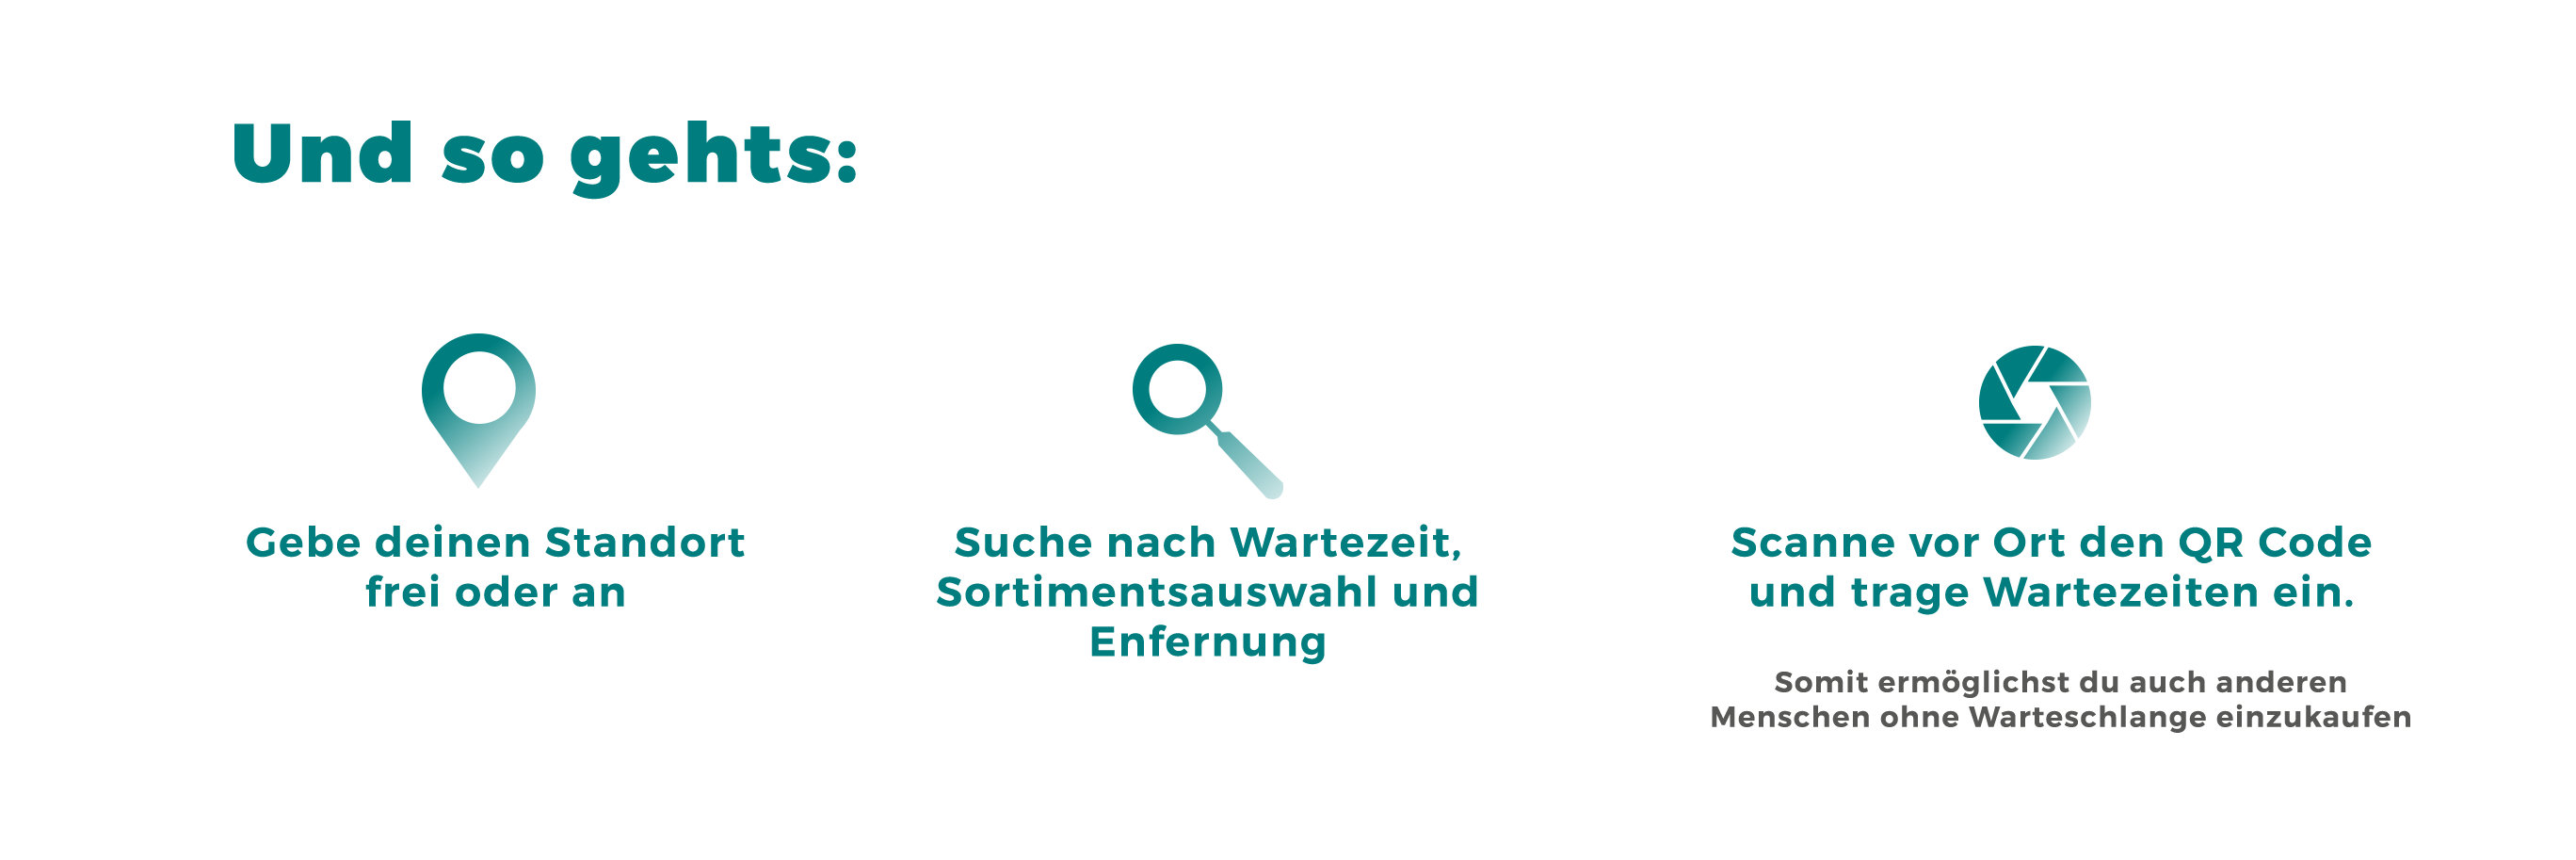 Und so gehts:
Gebe deinen Standort
frei oder an
Suche nach Wartezeit,
Sortimentsauswahl und
Enfernung
Scanne vor Ort den QR Code
und trage Wartezeiten ein.
Somit ermöglichst du auch anderen
Menschen ohne Warteschlange einzukaufen